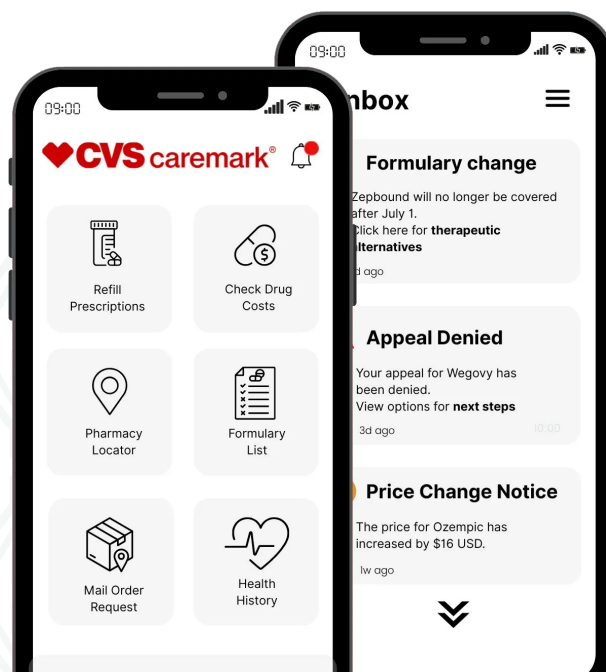 09:00
CVS caremark®
Refill
Prescriptions
Check Drug
Costs
Pharmacy
Locator
Formulary
List
Mail Order
Request
Health
History
09:00
Formulary change
Zepbound will no longer be covered
after July 1.
Click here for therapeutic
ago
Appeal Denied
Your appeal for Wegovy has
been denied.
View options for next steps
3d ago
10:00
Price Change Notice
The price for Ozempic has
increased by $16 USD.
1w ago